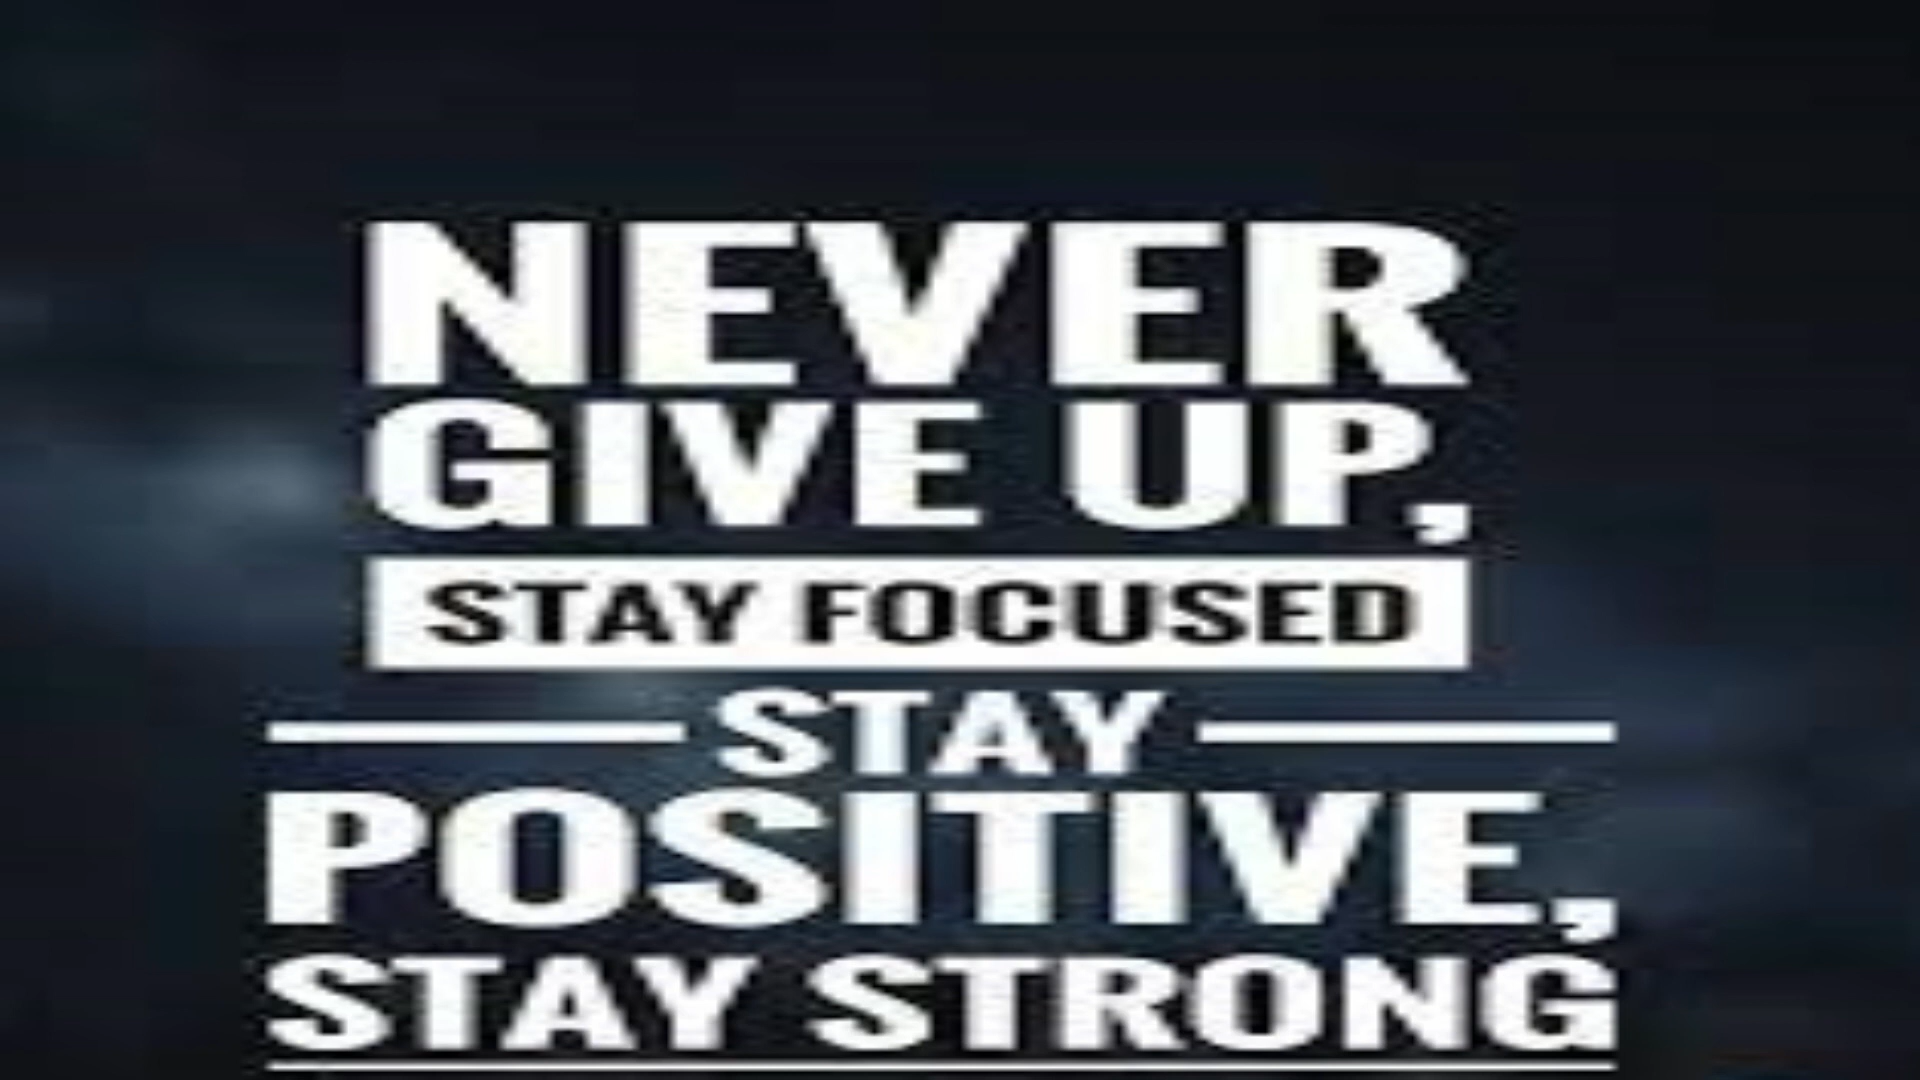 NEVER
GIVE UP,
STAY FOCUSED
STAY
POSITIVE,
STAY STRONG